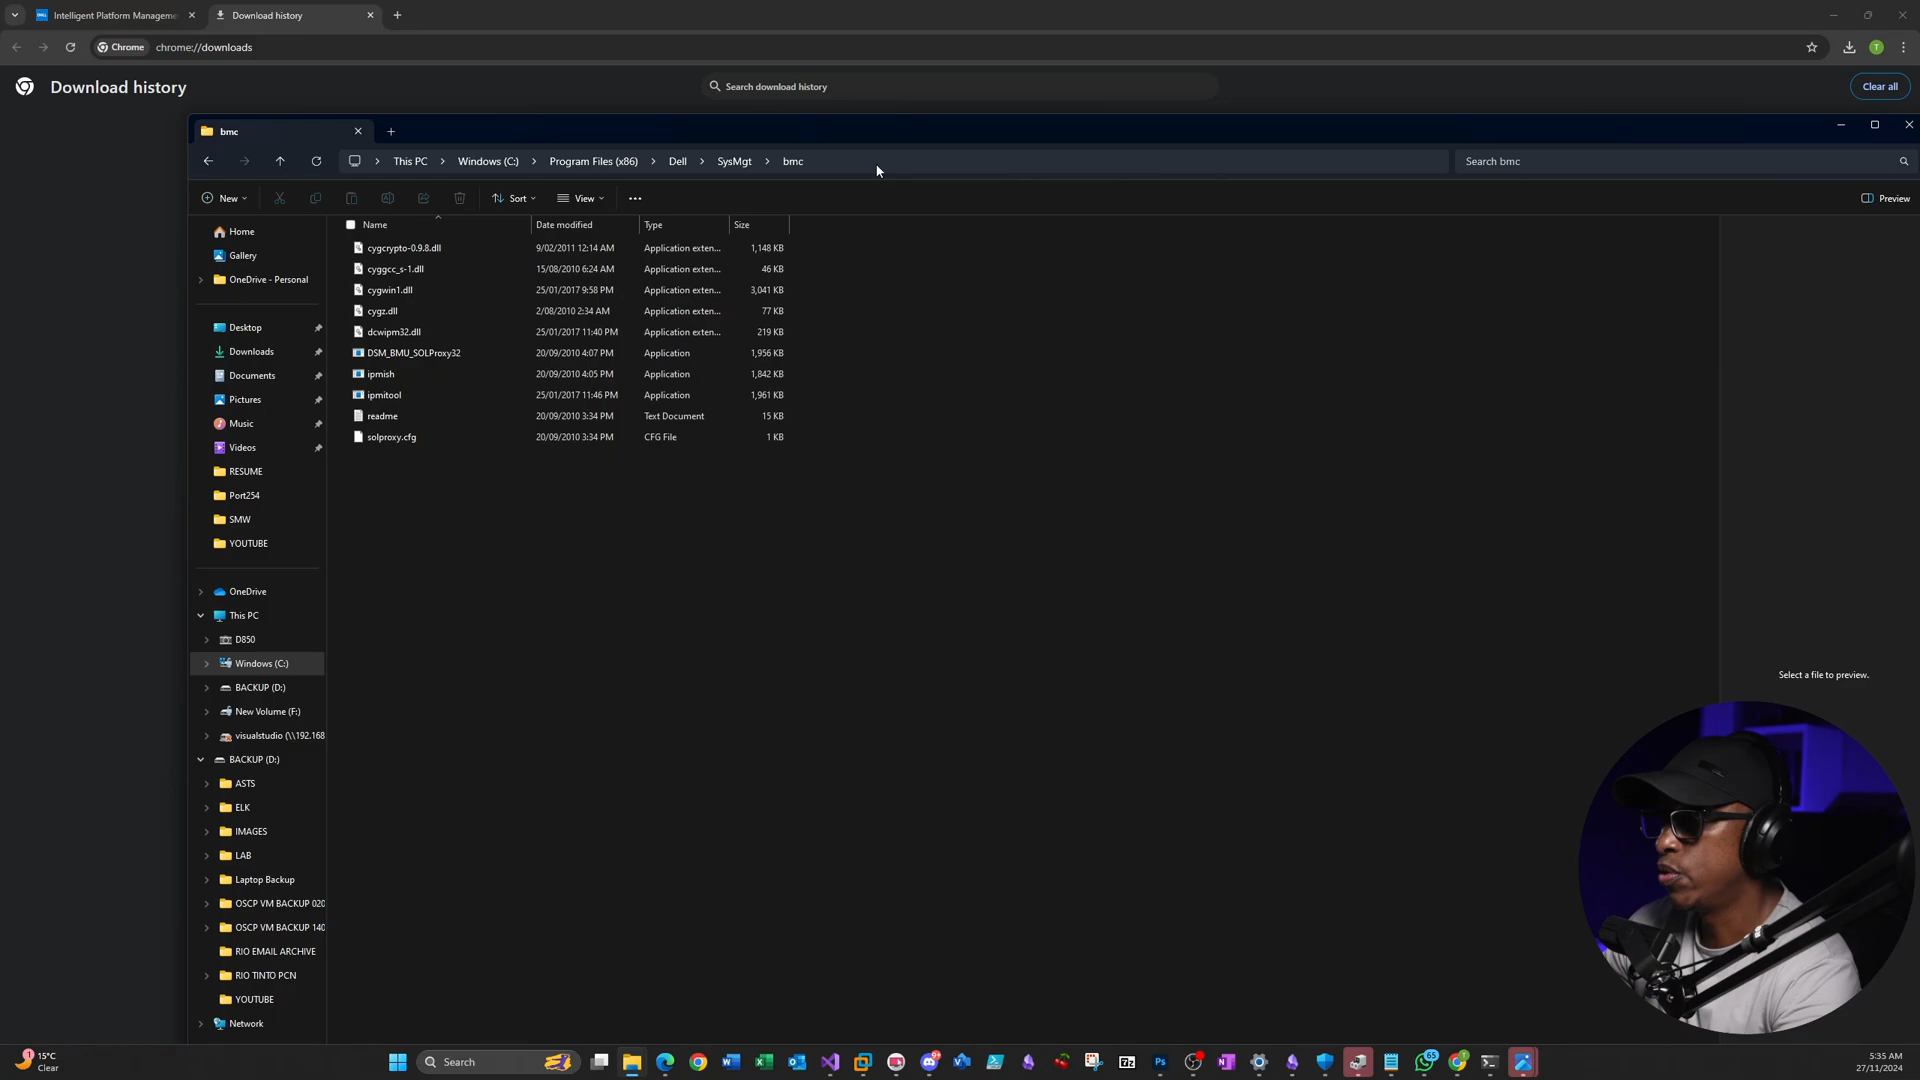 Intelligent Platform Manageme
Download history
Chrome
chrome://downloads
T
Download history
Search download history
Clear all
bmc
This PC
Windows (C:)
Program Files (x86)
Dell
SysMgt
bmc
Search bmc
New
Sort
View
Preview
Name
Date modified
Type
Size
cygcrypto-0.9.8.dll 9/02/2011 12:14 AM Application exten... 1,148 KB
cyggcc_s-1.dll 15/08/2010 6:24 AM Application exten... 46 KB
cygwin1.dll 25/01/2017 9:58 PM Application exten... 3,041 KB
cygz.dll 2/08/2010 2:34 AM Application exten... 77 KB
dcwipm32.dll 25/01/2017 11:40 PM Application exten... 219 KB
DSM_BMU_SOLProxy32 20/09/2010 4:07 PM Application 1,956 KB
ipmish 20/09/2010 4:05 PM Application 1,842 KB
ipmitool 25/01/2017 11:46 PM Application 1,961 KB
readme 20/09/2010 3:34 PM Text Document 15 KB
solproxy.cfg 20/09/2010 3:34 PM CFG File 1 KB
Home
Gallery
OneDrive - Personal
Desktop
Downloads
Documents
Pictures
Music
Videos
RESUME
Port254
SMW
YOUTUBE
OneDrive
This PC
D850
Windows (C:)
BACKUP (D:)
New Volume (F:)
visualstudio (\\192.168
BACKUP (D:)
ASTS
ELK
IMAGES
LAB
Laptop Backup
OSCP VM BACKUP 020
OSCP VM BACKUP 140
RIO EMAIL ARCHIVE
RIO TINTO PCN
YOUTUBE
Network
Select a file to preview.
1
15°C
Clear
Search
65
5:35 AM
27/11/2024